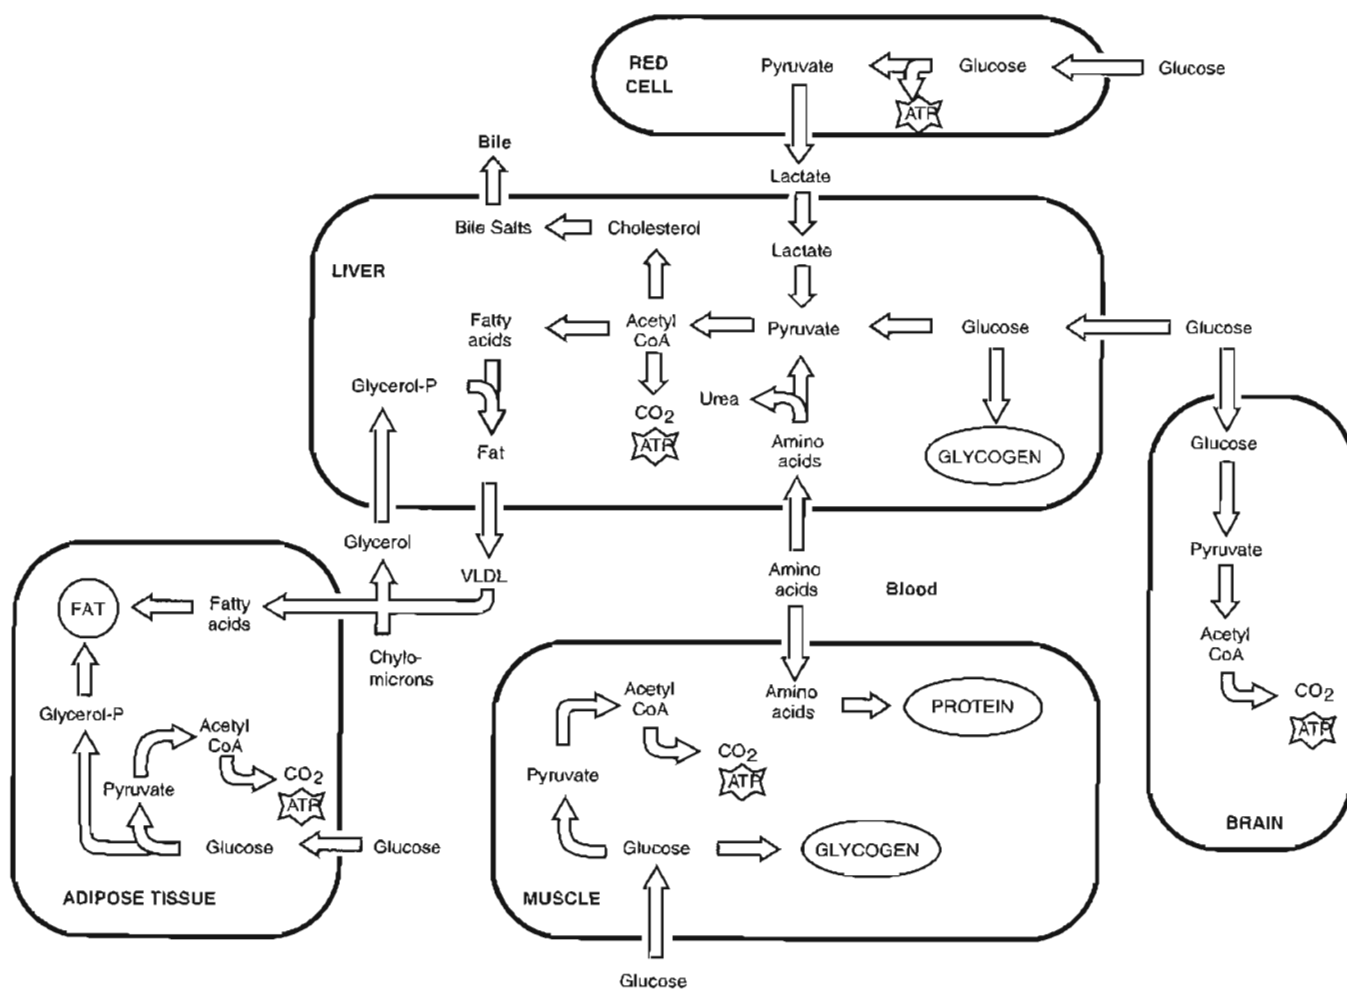 RED
CELL
Pyruvate
Glucose
Glucose
ATP
Bile
Lactate
Bile Salts
Cholesterol
Lactate
LIVER
Fatty
acids
Acetyl
CoA
Pyruvate
Glucose
Glucose
Glycerol-P
Urea
CO2
ATP
Fat
Amino
acids
GLYCOGEN
Glucose
Glycerol
Pyruvate
VLDL
Amino
acids
Blood
FAT
Fatty
acids
Acetyl
CoA
Chylo-
microns
CO2
ATP
BRAIN
Glycerol-P
Acetyl
CoA
Pyruvate
CO2
ATP
Glucose
Glucose
ADIPOSE TISSUE
Acetyl
CoA
Amino
acids
PROTEIN
Pyruvate
CO2
ATP
Glucose
GLYCOGEN
MUSCLE
Glucose